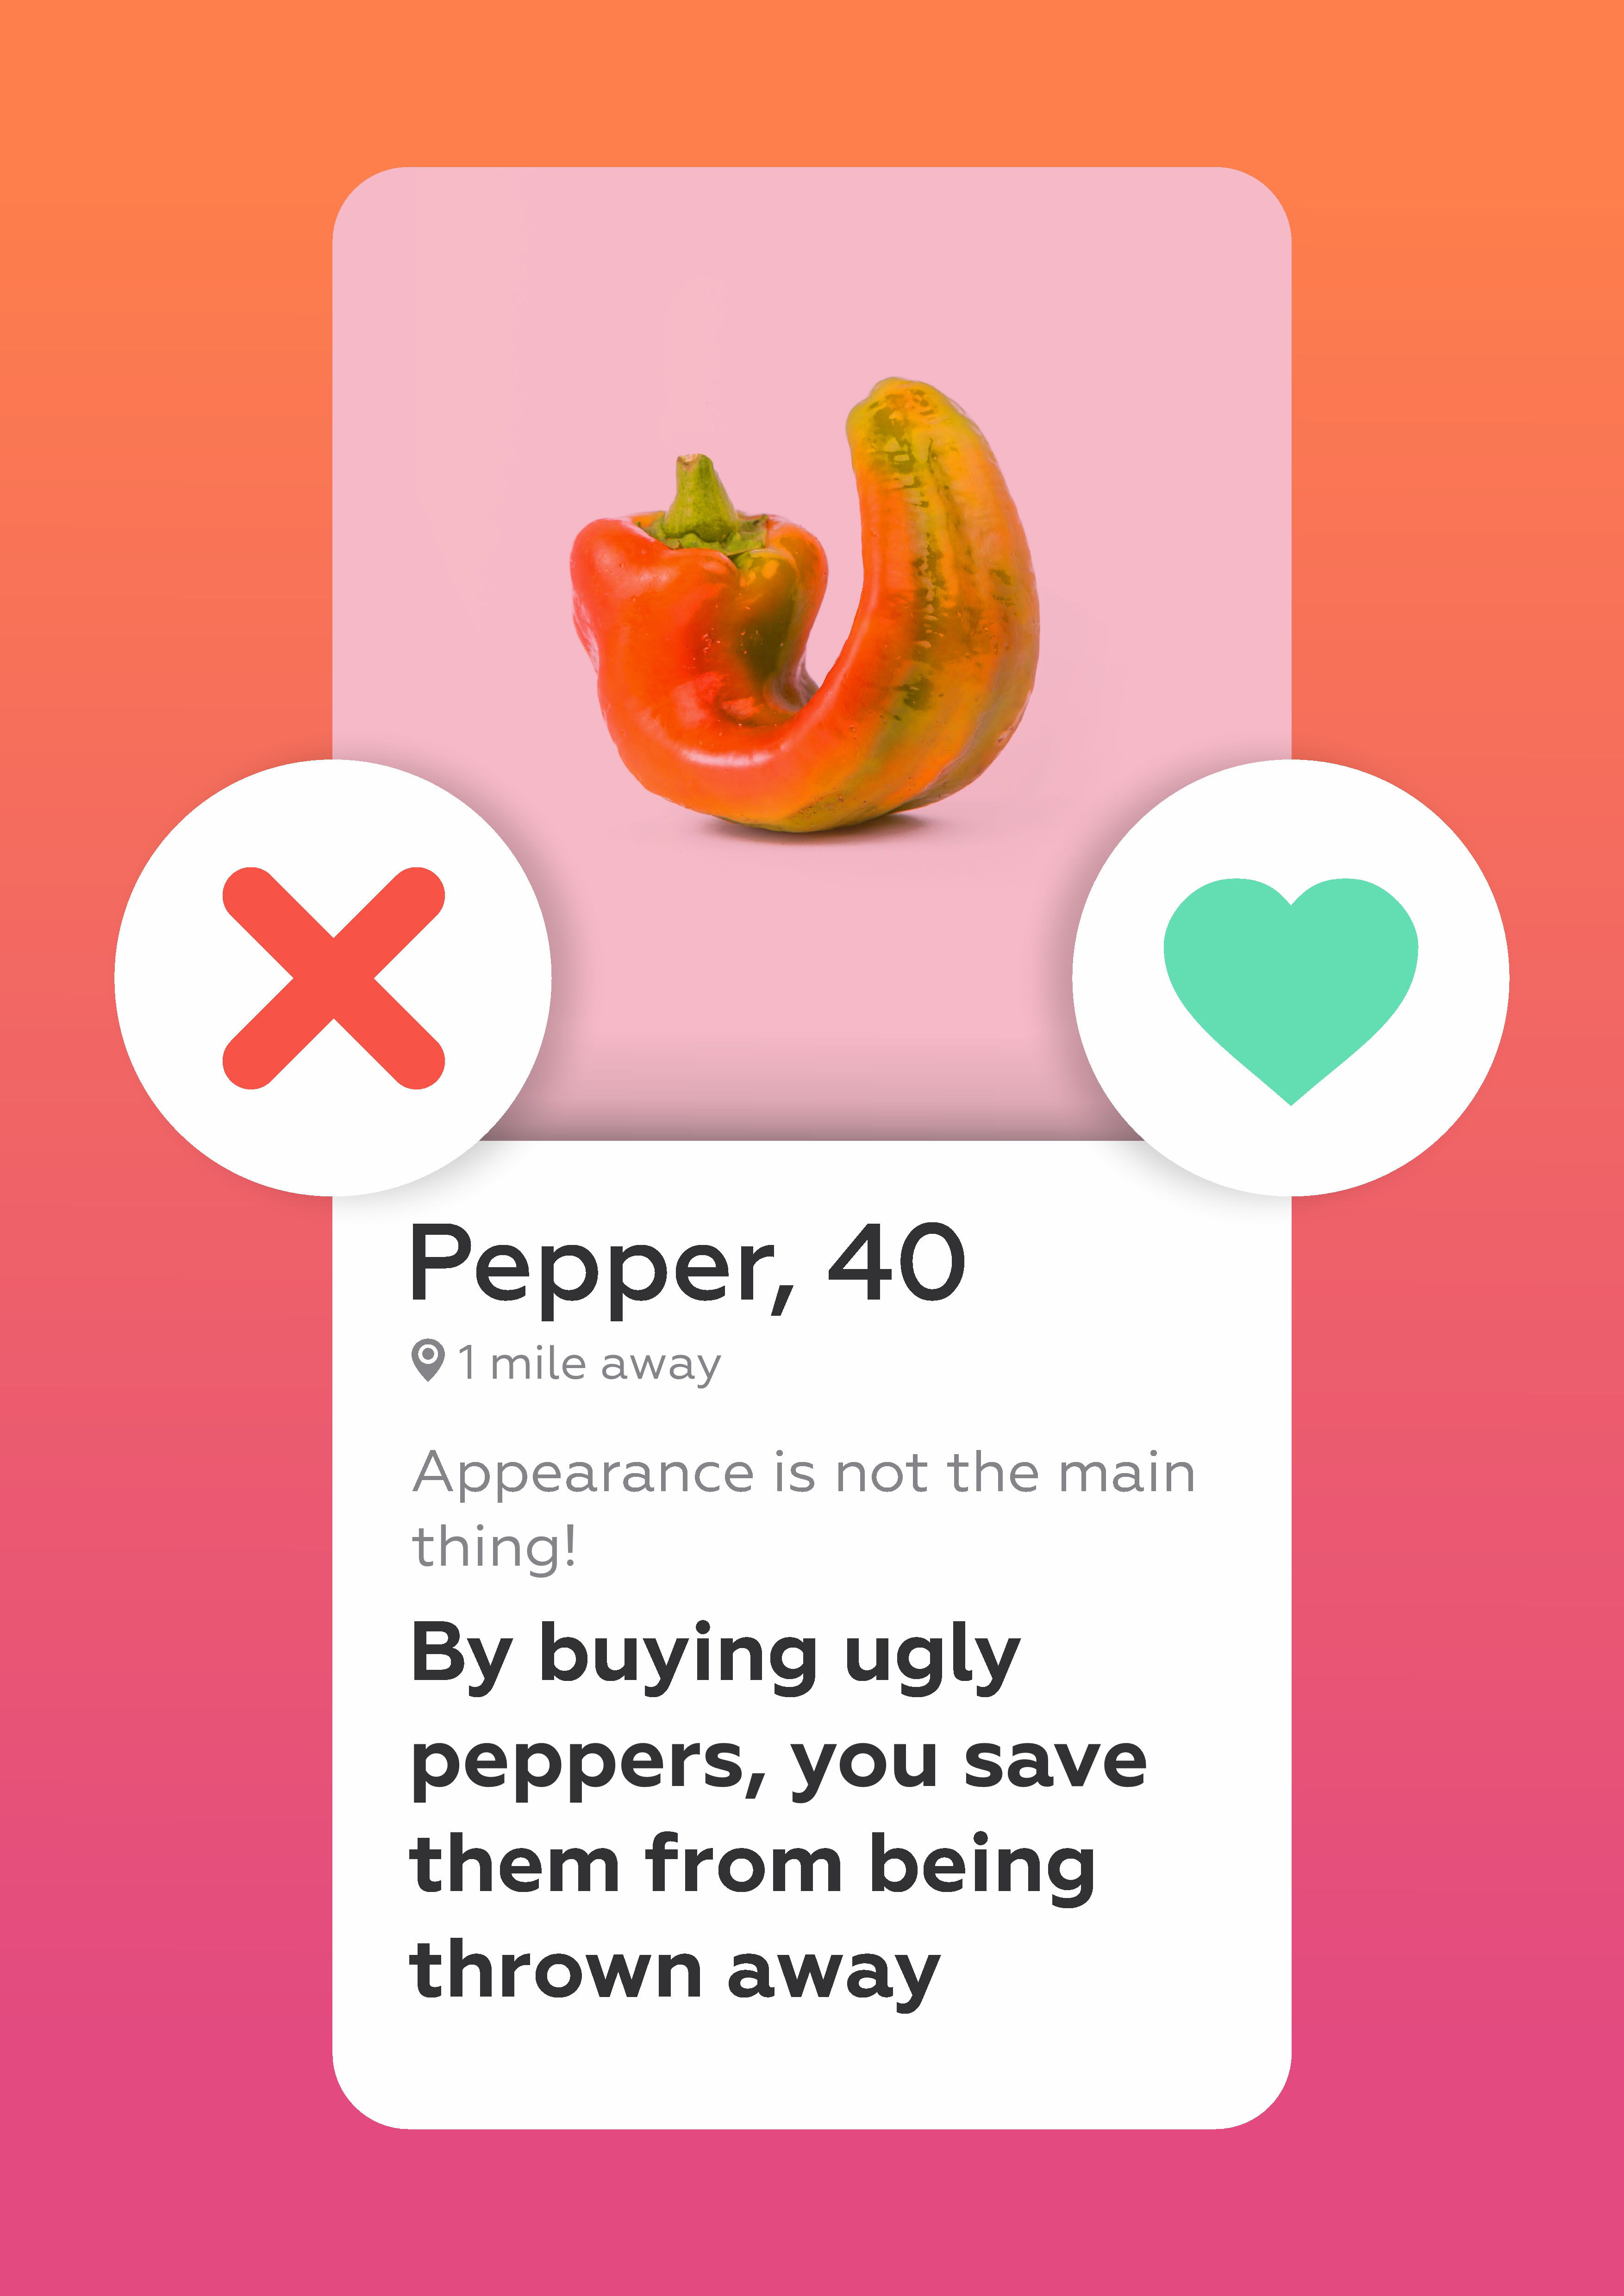 Pepper, 40
1 mile away
Appearance is not the main
thing!
By buying ugly
peppers, you save
them from being
thrown away